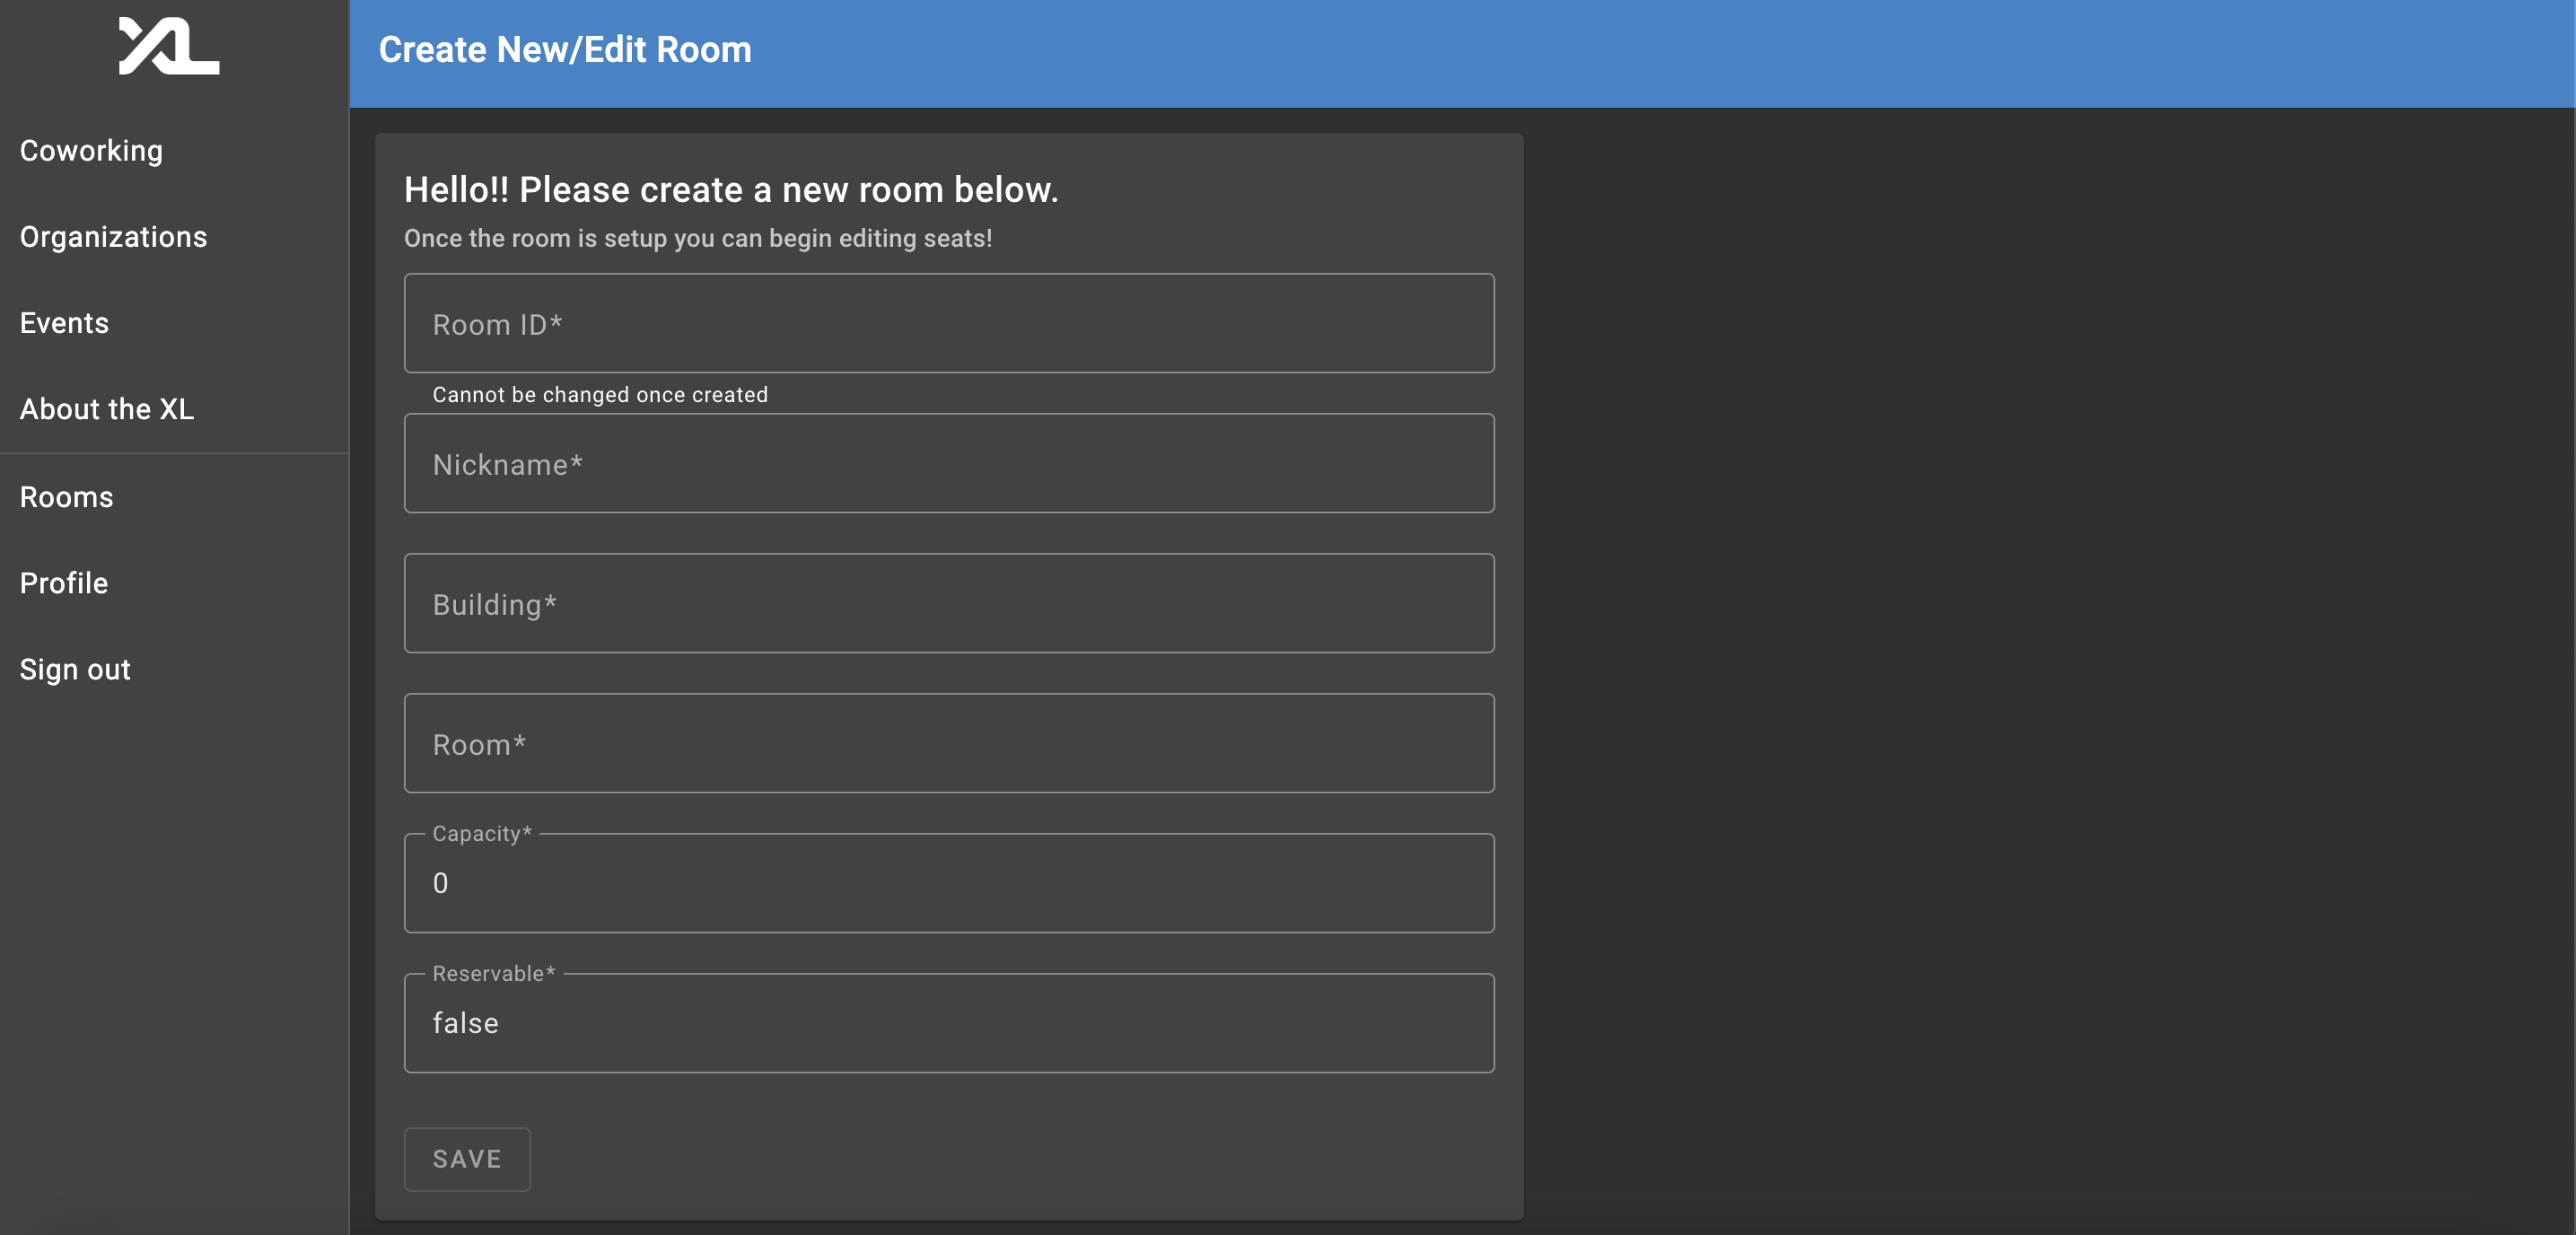 XL
Create New/Edit Room
Coworking
Organizations
Events
About the XL
Rooms
Profile
Sign out
Hello!! Please create a new room below.
Once the room is setup you can begin editing seats!
Room ID*
Cannot be changed once created
Nickname*
Building*
Room*
Capacity*
0
Reservable*
false
SAVE